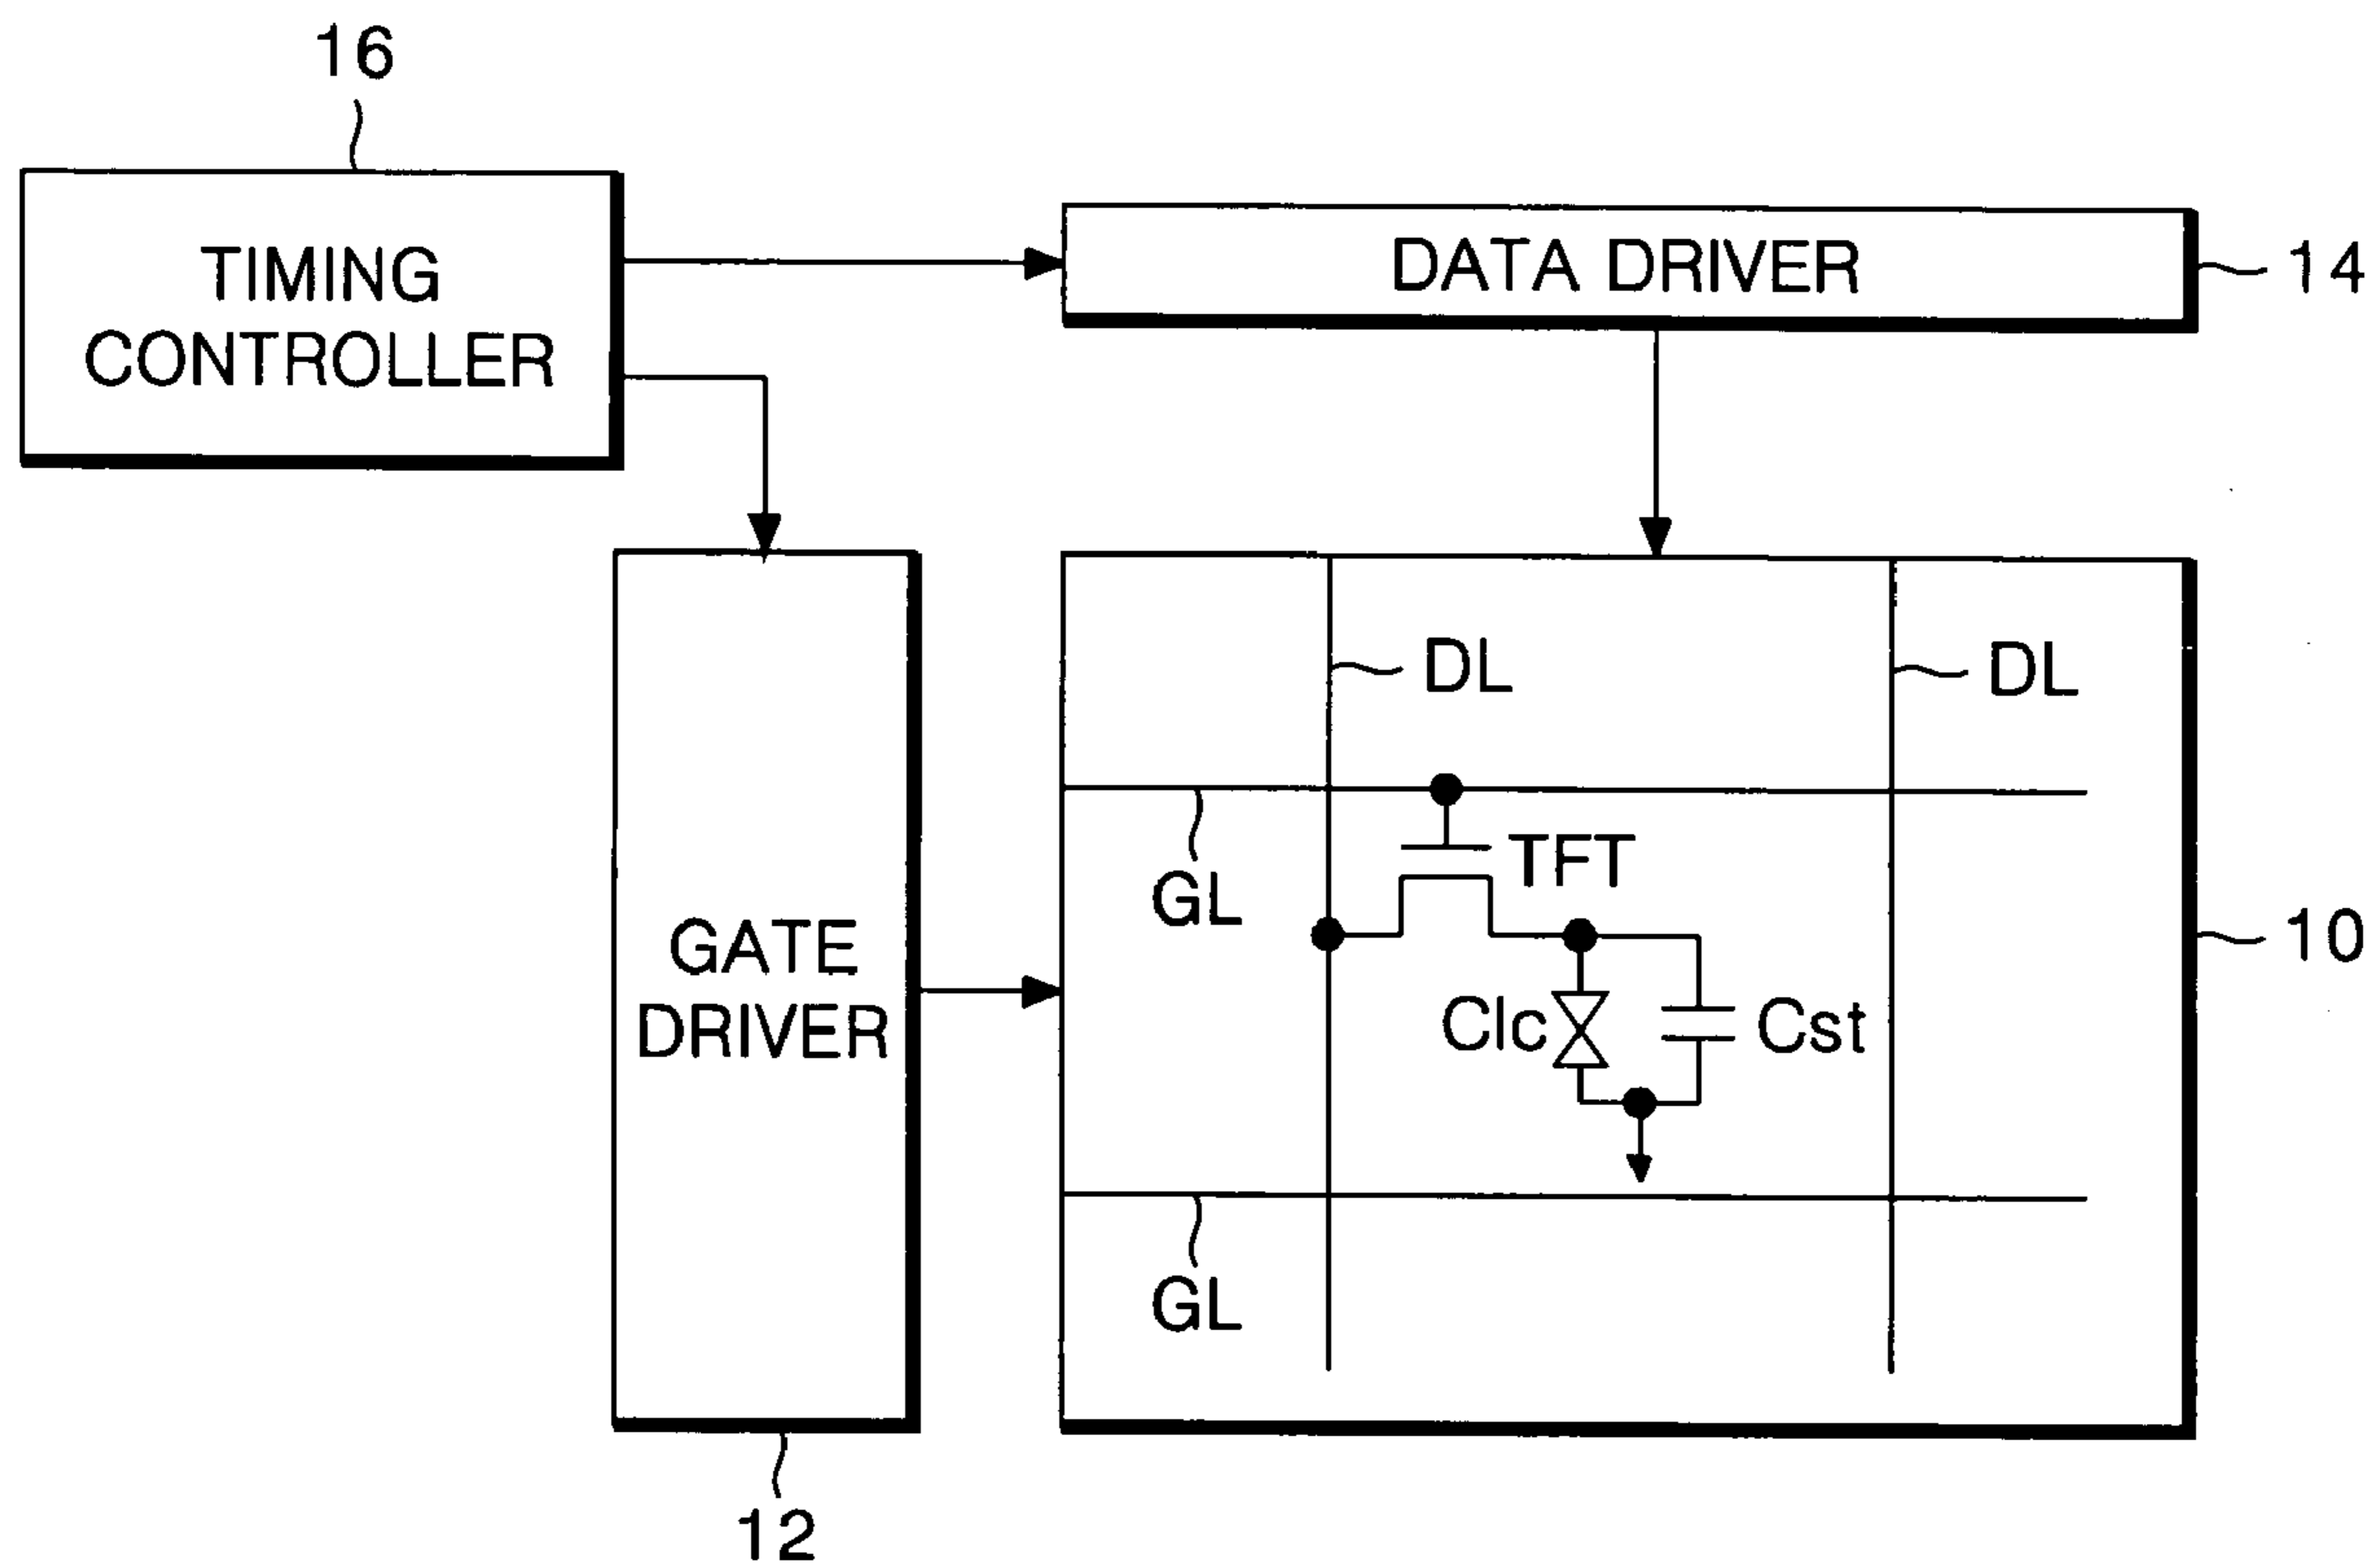 16
TIMING
CONTROLLER
DATA DRIVER
14
DL
DL
TFT
GL
GATE
DRIVER
10
Clc
Cst
GL
12